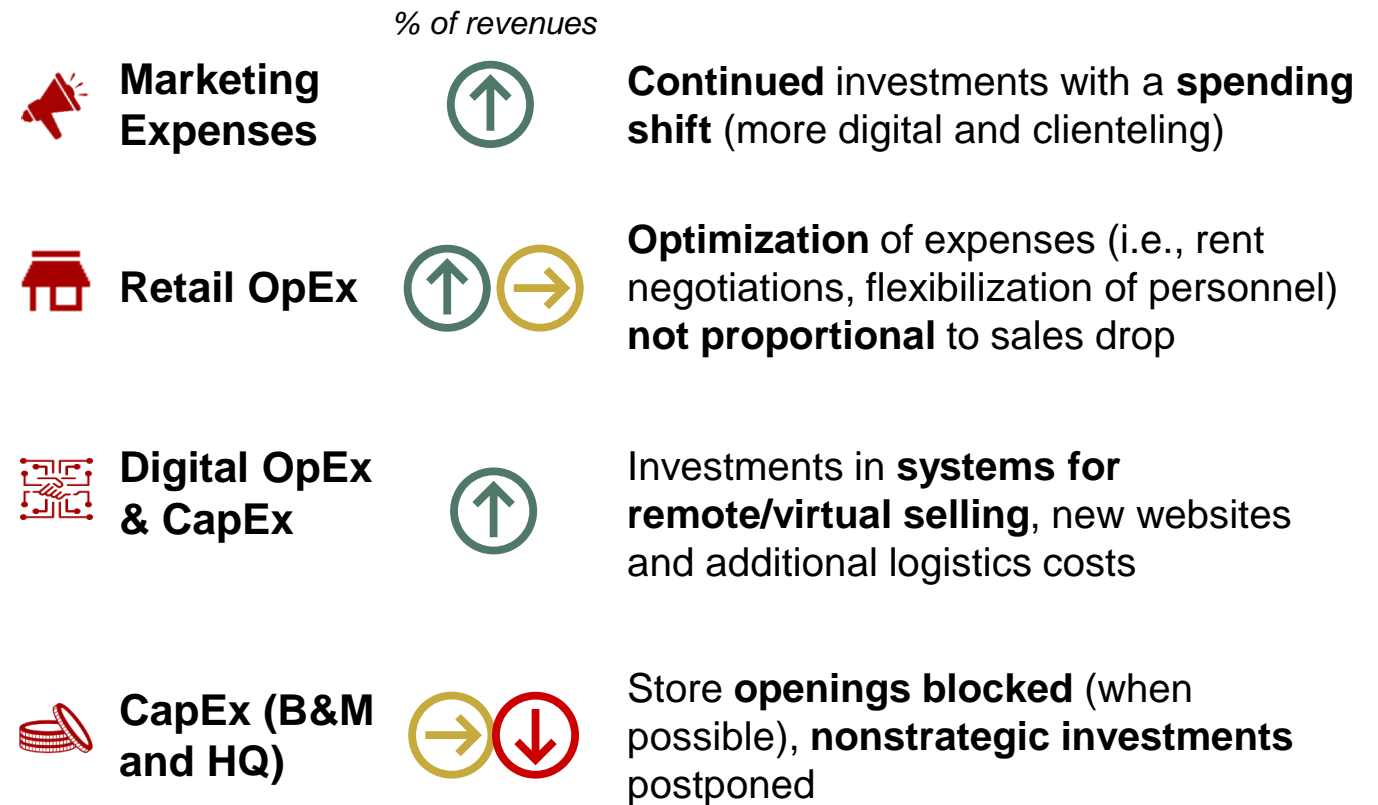 % of revenues
Marketing
Expenses
Continued investments with a spending
shift (more digital and clienteling)
Retail OpEx
Optimization of expenses (i.e., rent
negotiations, flexibilization of personnel)
not proportional to sales drop
Digital OpEx
& CapEx
Investments in systems for
remote/virtual selling, new websites
and additional logistics costs
CapEx (B&M
and HQ)
Store openings blocked (when
possible), nonstrategic investments
postponed